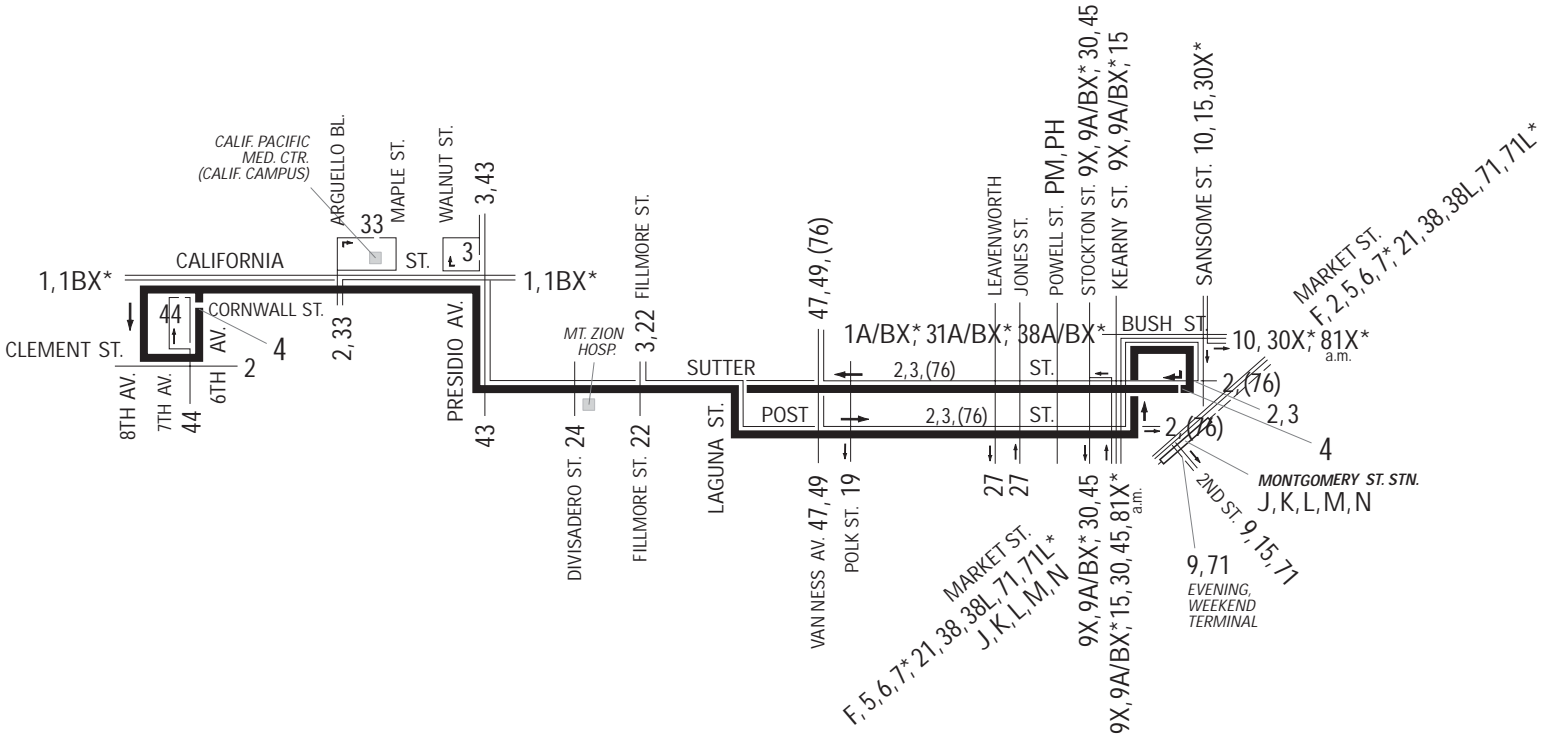 CALIF. PACIFIC
MED. CTR.
(CALIF. CAMPUS)
ARGUELLO BL.
33
MAPLE ST.
WALNUT ST.
3
3, 43
CALIFORNIA ST.
1, 1BX*
1, 1BX*
44
CORNWALL ST.
4
CLEMENT ST.
2
8TH AV.
7TH AV.
44
6TH AV.
2, 33
PRESIDIO AV.
43
MT. ZION
HOSP.
DIVISADERO ST. 24
3, 22 FILLMORE ST.
FILLMORE ST. 22
SUTTER ST.
2, 3, (76)
LAGUNA ST.
POST ST.
2, 3, (76)
47, 49, (76)
VAN NESS AV. 47, 49
POLK ST. 19
1A/BX*, 31A/BX*, 38A/BX*
LEAVENWORTH
27
JONES ST.
27
POWELL ST. PM, PH
STOCKTON ST. 9X, 9A/BX* 30, 45
9X, 9A/BX* 30, 45
KEARNY ST. 9X, 9A/BX* 15
9X, 9A/BX* 15, 30, 45, 81X*
a.m.
BUSH ST.
SANSOME ST. 10, 15, 30X*
10, 30X*, 81X*
a.m.
MARKET ST.
F, 2, 5, 6, 7*, 21, 38, 38L, 71, 71L*
2, (76)
2, 3
2, (76)
4
MONTGOMERY ST. STN.
J, K, L, M, N
2ND ST. 9, 15, 71
9, 71
EVENING,
WEEKEND
TERMINAL
MARKET ST.
F, 5, 6, 7* 21, 38, 38L, 71, 71L*
J, K, L, M, N